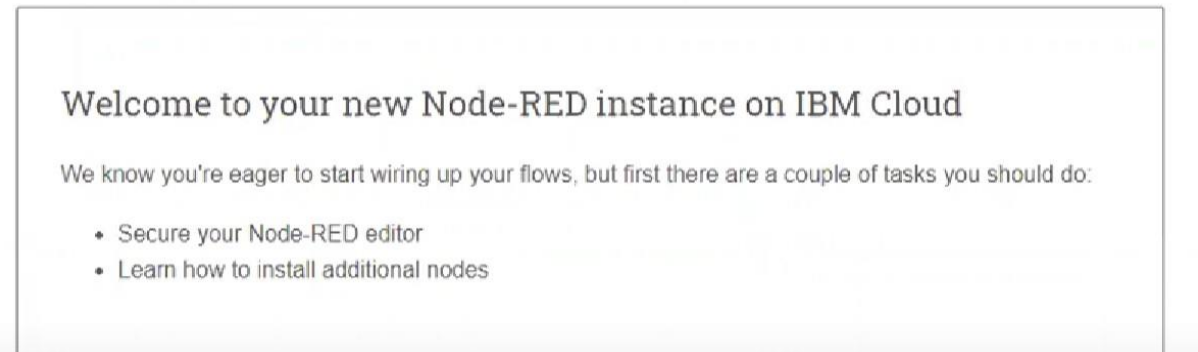 Welcome to your new Node-RED instance on IBM Cloud
We know you're eager to start wiring up your flows, but first there are a couple of tasks you should do:
• Secure your Node-RED editor
• Learn how to install additional nodes